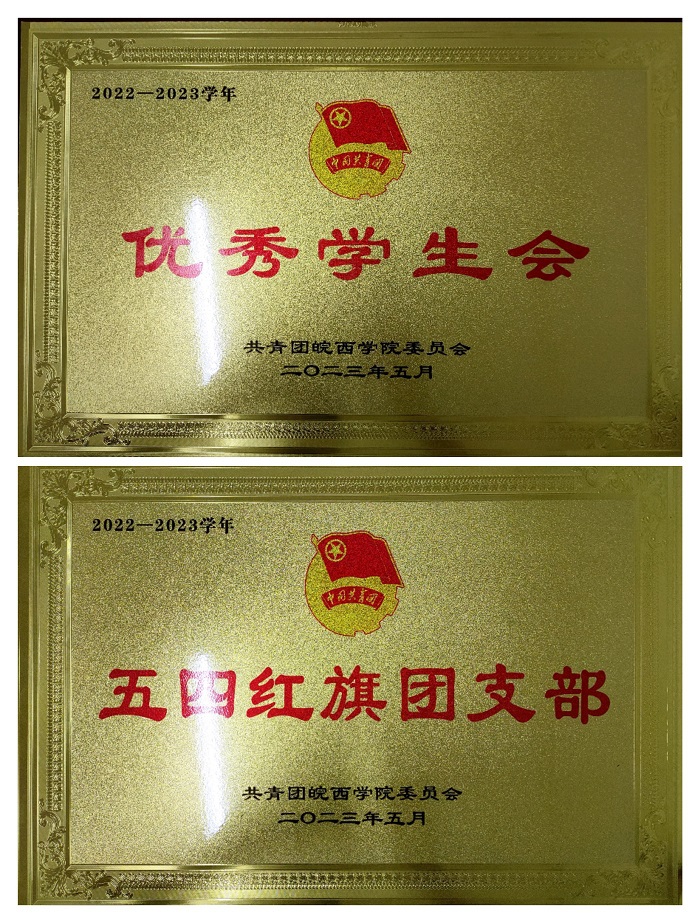 2022—2023学年
中国共青团
优秀学生会
共青团皖西学院委员会
二〇二三年五月
2022—2023学年
中国共青团
五四红旗团支部
共青团皖西学院委员会
二〇二三年五月